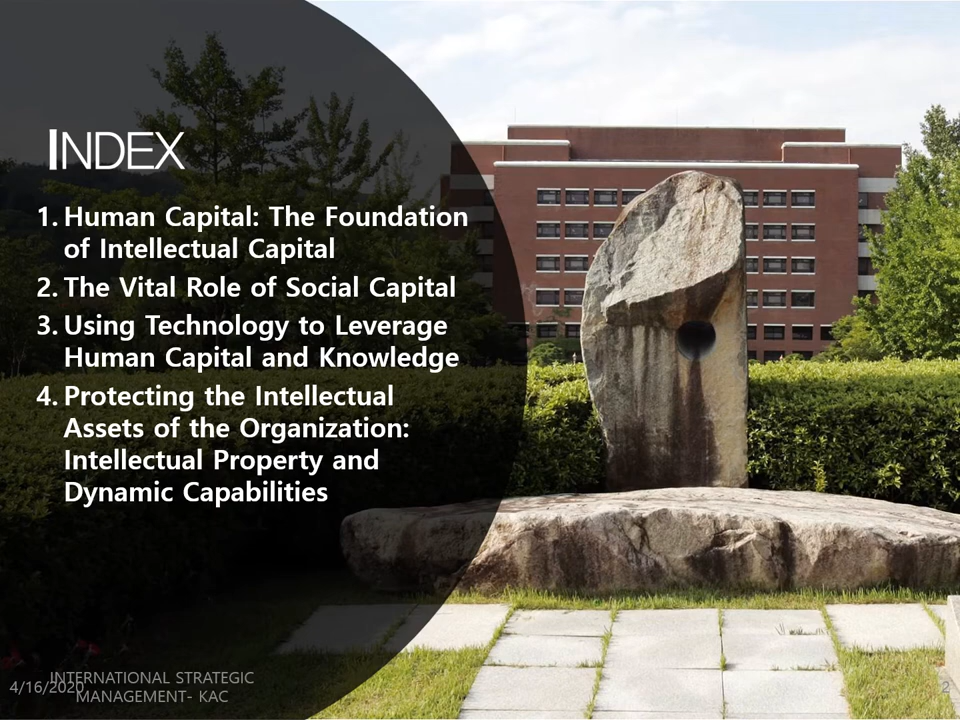 INDEX
1. Human Capital: The Foundation
of Intellectual Capital
2. The Vital Role of Social Capital
3. Using Technology to Leverage
Human Capital and Knowledge
4. Protecting the Intellectual
Assets of the Organization:
Intellectual Property and
Dynamic Capabilities
4/16/2020
INTERNATIONAL STRATEGIC
MANAGEMENT- KAC
2